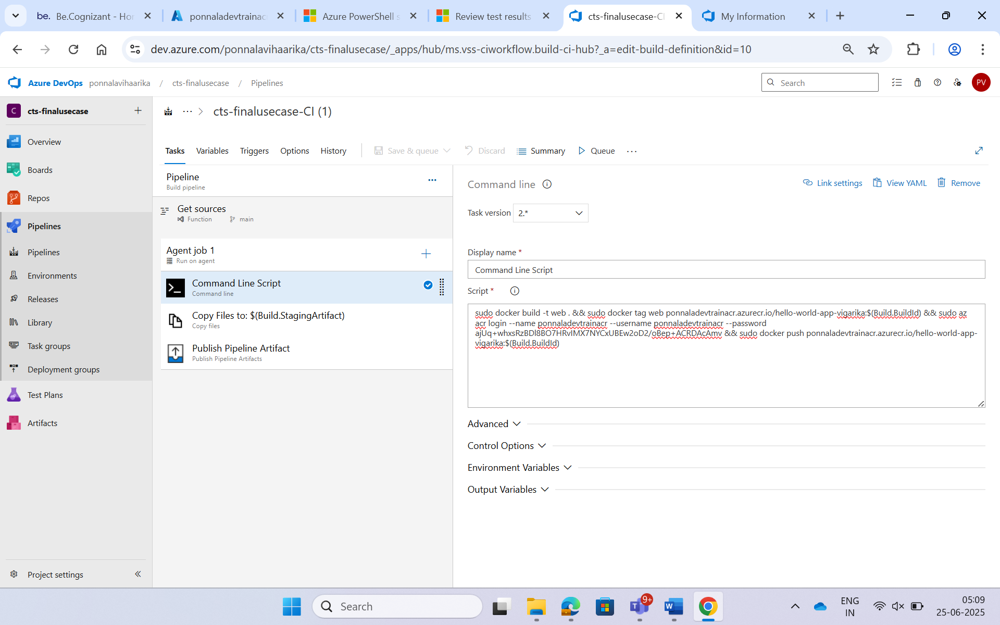 be. Be.Cognizant - Hor
ponnaladevtrainac
Azure PowerShell s
Review test results
cts-finalusecase-CI
My Information
dev.azure.com/ponnalavihaarika/cts-finalusecase/_apps/hub/ms.vss-ciworkflow.build-ci-hub?_a=edit-build-definition&id=10
Azure DevOps ponnalavihaarika / cts-finalusecase / Pipelines
Search
PV
C cts-finalusecase
Overview
Boards
Repos
Pipelines
Pipelines
Environments
Releases
Library
Task groups
Deployment groups
Test Plans
Artifacts
Project settings
cts-finalusecase-CI (1)
Tasks Variables Triggers Options History Save & queue Discard Summary Queue
Pipeline
Build pipeline
Get sources
Function main
Agent job 1
Run on agent
Command Line Script
Command line
Copy Files to: $(Build.StagingArtifact)
Copy files
Publish Pipeline Artifact
Publish Pipeline Artifacts
Command line
Link settings View YAML Remove
Task version 2.*
Display name *
Command Line Script
Script *
sudo docker build -t web . && sudo docker tag web ponnaladevtrainacr.azurecr.io/hello-world-app-vigarika:$(Build.BuildId) && sudo az
acr login --name ponnaladevtrainacr --username ponnaladevtrainacr --password
ajUq+whxsRzBDl8BO7HRvIMX7NYCxUBEw2oD2/oBep+ACRDAcAmv && sudo docker push ponnaladevtrainacr.azurecr.io/hello-world-app-
vigarika:$(Build.BuildId)
Advanced
Control Options
Environment Variables
Output Variables
Search
9+
ENG
IN
05:09
25-06-2025